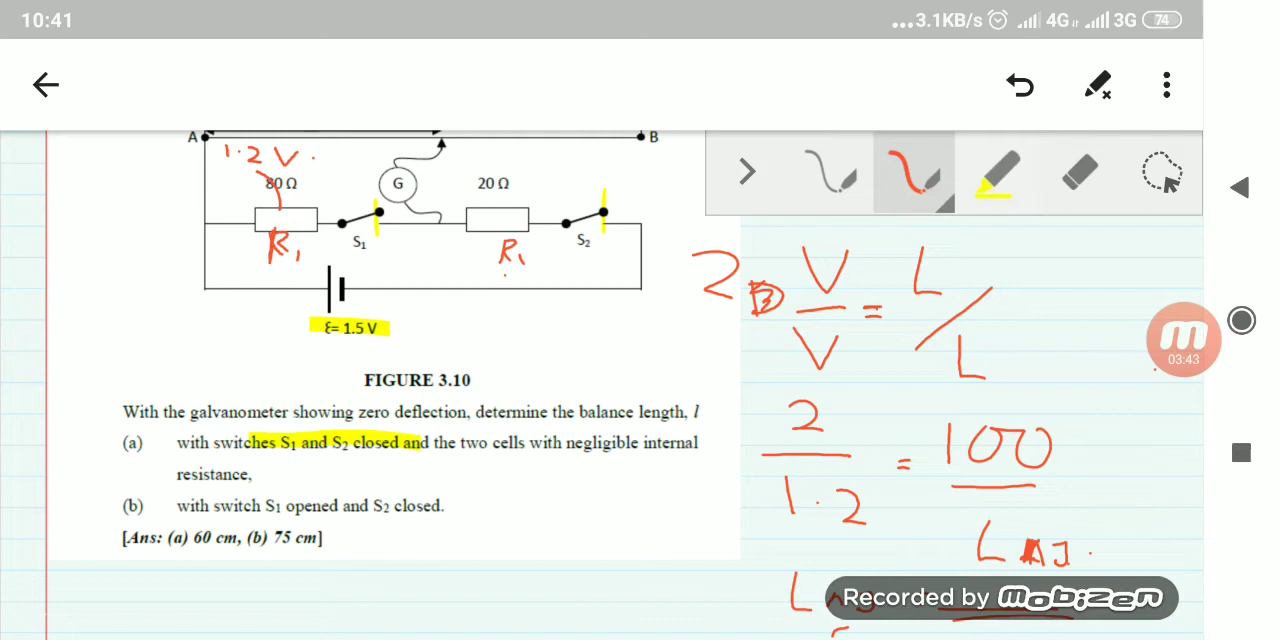 10:41
...3.1KB/s 4G 3G 74
A B
1.2 V.
80 Ω G 20 Ω
S1 S2
R1 R1
ε= 1.5 V
FIGURE 3.10
With the galvanometer showing zero deflection, determine the balance length, l
(a) with switches S1 and S2 closed and the two cells with negligible internal
resistance,
(b) with switch S1 opened and S2 closed.
[Ans: (a) 60 cm, (b) 75 cm]
2
V/V = L/L
2/1.2 = 100/L AJ.
L
03:43
Recorded by mobizen